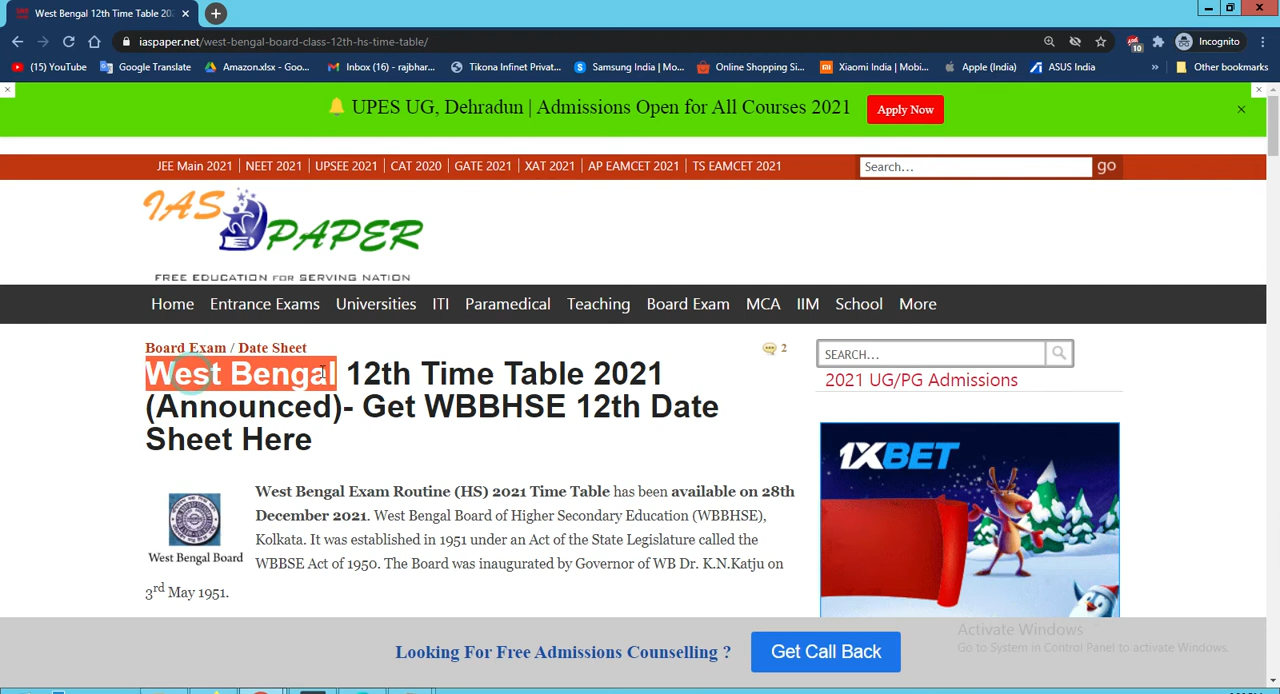 West Bengal 12th Time Table 202
iaspaper.net/west-bengal-board-class-12th-hs-time-table/
10
Incognito
(15) YouTube
Google Translate
Amazon.xlsx - Goo...
Inbox (16) - rajbhar...
Tikona Infinet Privat...
Samsung India | Mo...
Online Shopping Si...
Xiaomi India | Mobi...
Apple (India)
ASUS India
»
Other bookmarks
UPES UG, Dehradun | Admissions Open for All Courses 2021
Apply Now
JEE Main 2021 | NEET 2021 | UPSEE 2021 | CAT 2020 | GATE 2021 | XAT 2021 | AP EAMCET 2021 | TS EAMCET 2021
Search...
go
IAS PAPER
FREE EDUCATION FOR SERVING NATION
Home Entrance Exams Universities ITI Paramedical Teaching Board Exam MCA IIM School More
Board Exam / Date Sheet
2
West Bengal 12th Time Table 2021
(Announced)- Get WBBHSE 12th Date
Sheet Here
SEARCH...
2021 UG/PG Admissions
1XBET
West Bengal Exam Routine (HS) 2021 Time Table has been available on 28th
December 2021. West Bengal Board of Higher Secondary Education (WBBHSE),
Kolkata. It was established in 1951 under an Act of the State Legislature called the
WBBSE Act of 1950. The Board was inaugurated by Governor of WB Dr. K.N.Katju on
3rd May 1951.
West Bengal Board
Looking For Free Admissions Counselling ?
Get Call Back
Activate Windows
Go to System in Control Panel to activate Windows.